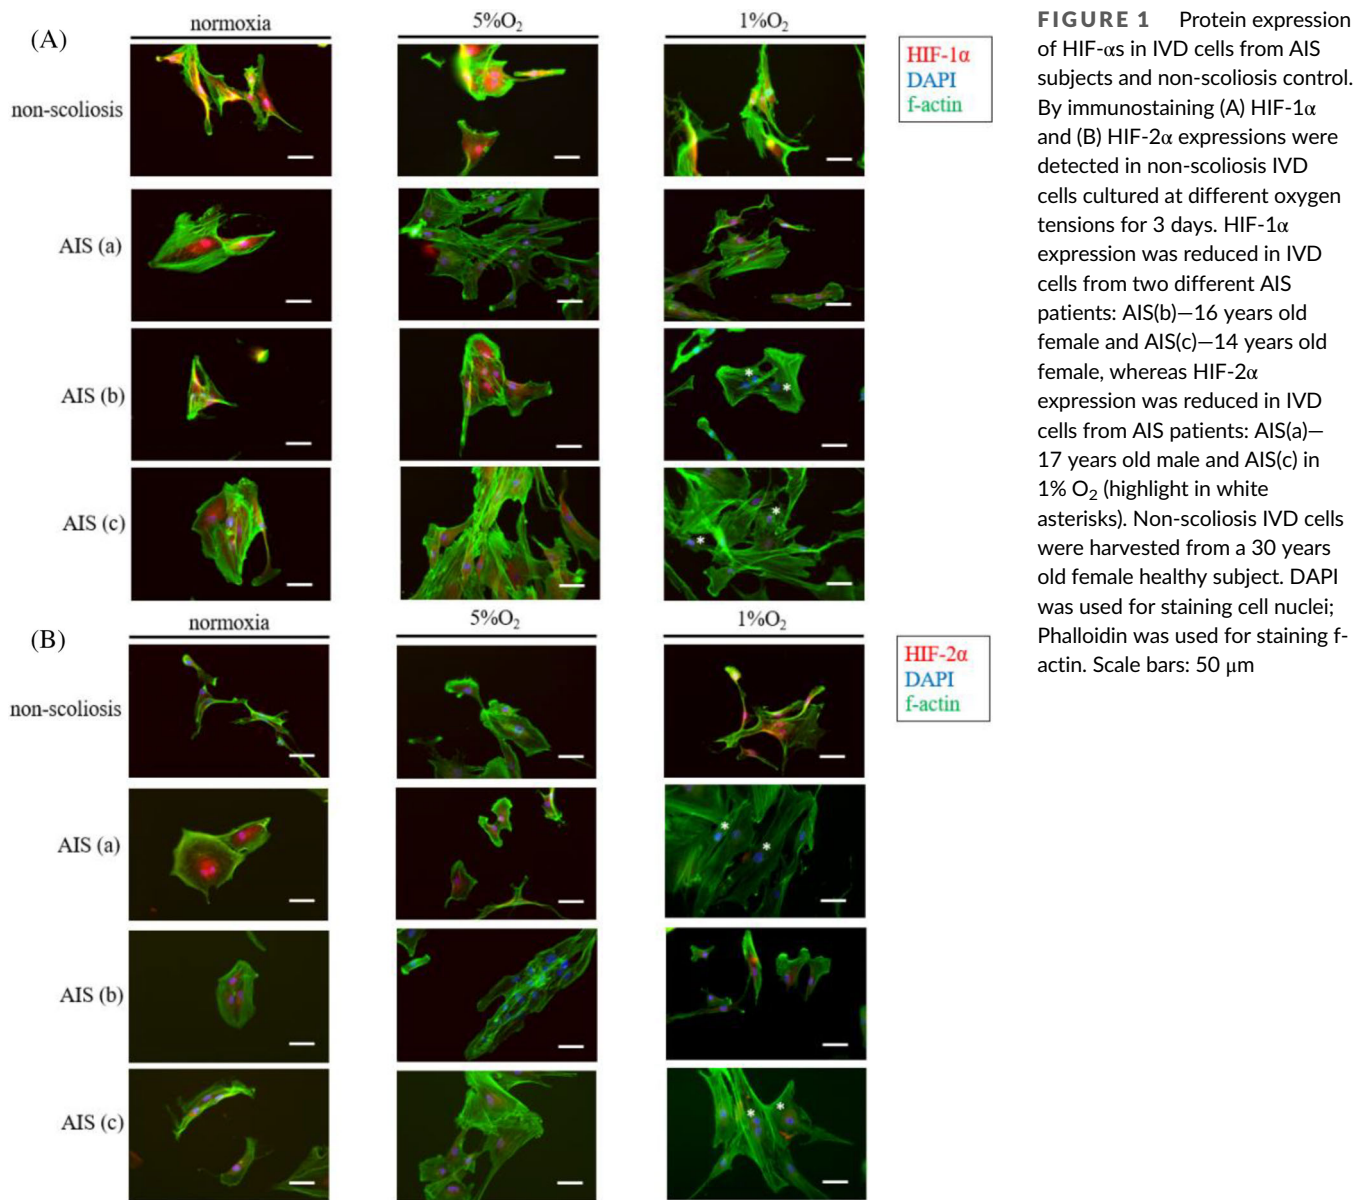 (A)
normoxia
5%O₂
1%O₂
non-scoliosis
AIS (a)
AIS (b)
*
*
AIS (c)
*
*
HIF-1α
DAPI
f-actin
(B)
normoxia
5%O₂
1%O₂
non-scoliosis
AIS (a)
*
*
AIS (b)
AIS (c)
*
*
HIF-2α
DAPI
f-actin
FIGURE 1 Protein expression
of HIF-αs in IVD cells from AIS
subjects and non-scoliosis control.
By immunostaining (A) HIF-1α
and (B) HIF-2α expressions were
detected in non-scoliosis IVD
cells cultured at different oxygen
tensions for 3 days. HIF-1α
expression was reduced in IVD
cells from two different AIS
patients: AIS(b)—16 years old
female and AIS(c)—14 years old
female, whereas HIF-2α
expression was reduced in IVD
cells from AIS patients: AIS(a)—
17 years old male and AIS(c) in
1% O₂ (highlight in white
asterisks). Non-scoliosis IVD cells
were harvested from a 30 years
old female healthy subject. DAPI
was used for staining cell nuclei;
Phalloidin was used for staining f-
actin. Scale bars: 50 μm